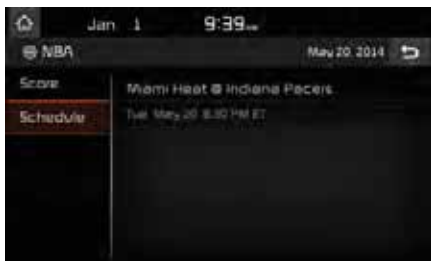 Jan 1 9:39
NBA May 20, 2014
Score
Miami Heat @ Indiana Pacers
Schedule
Tue, May 20 8:30 PM ET